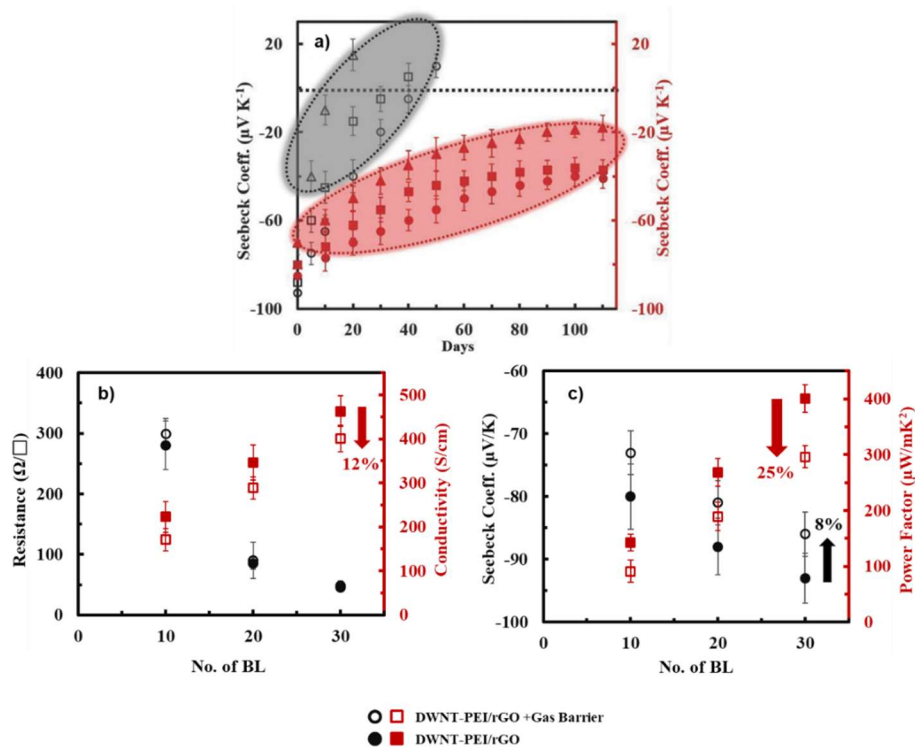 a)
20
-20
-60
-100
Seebeck Coeff. (µV K⁻¹)
0 20 40 60 80 100
Days
20
-20
-60
-100
Seebeck Coeff. (µV K⁻¹)
b)
400
300
200
100
0
Resistance (Ω/□)
0 10 20 30
No. of BL
500
400
300
200
100
0
Conductivity (S/cm)
12%
c)
-60
-70
-80
-90
-100
Seebeck Coeff. (µV/K)
0 10 20 30
No. of BL
400
300
200
100
0
Power Factor (µW/mK²)
25%
8%
DWNT-PEI/rGO +Gas Barrier
DWNT-PEI/rGO